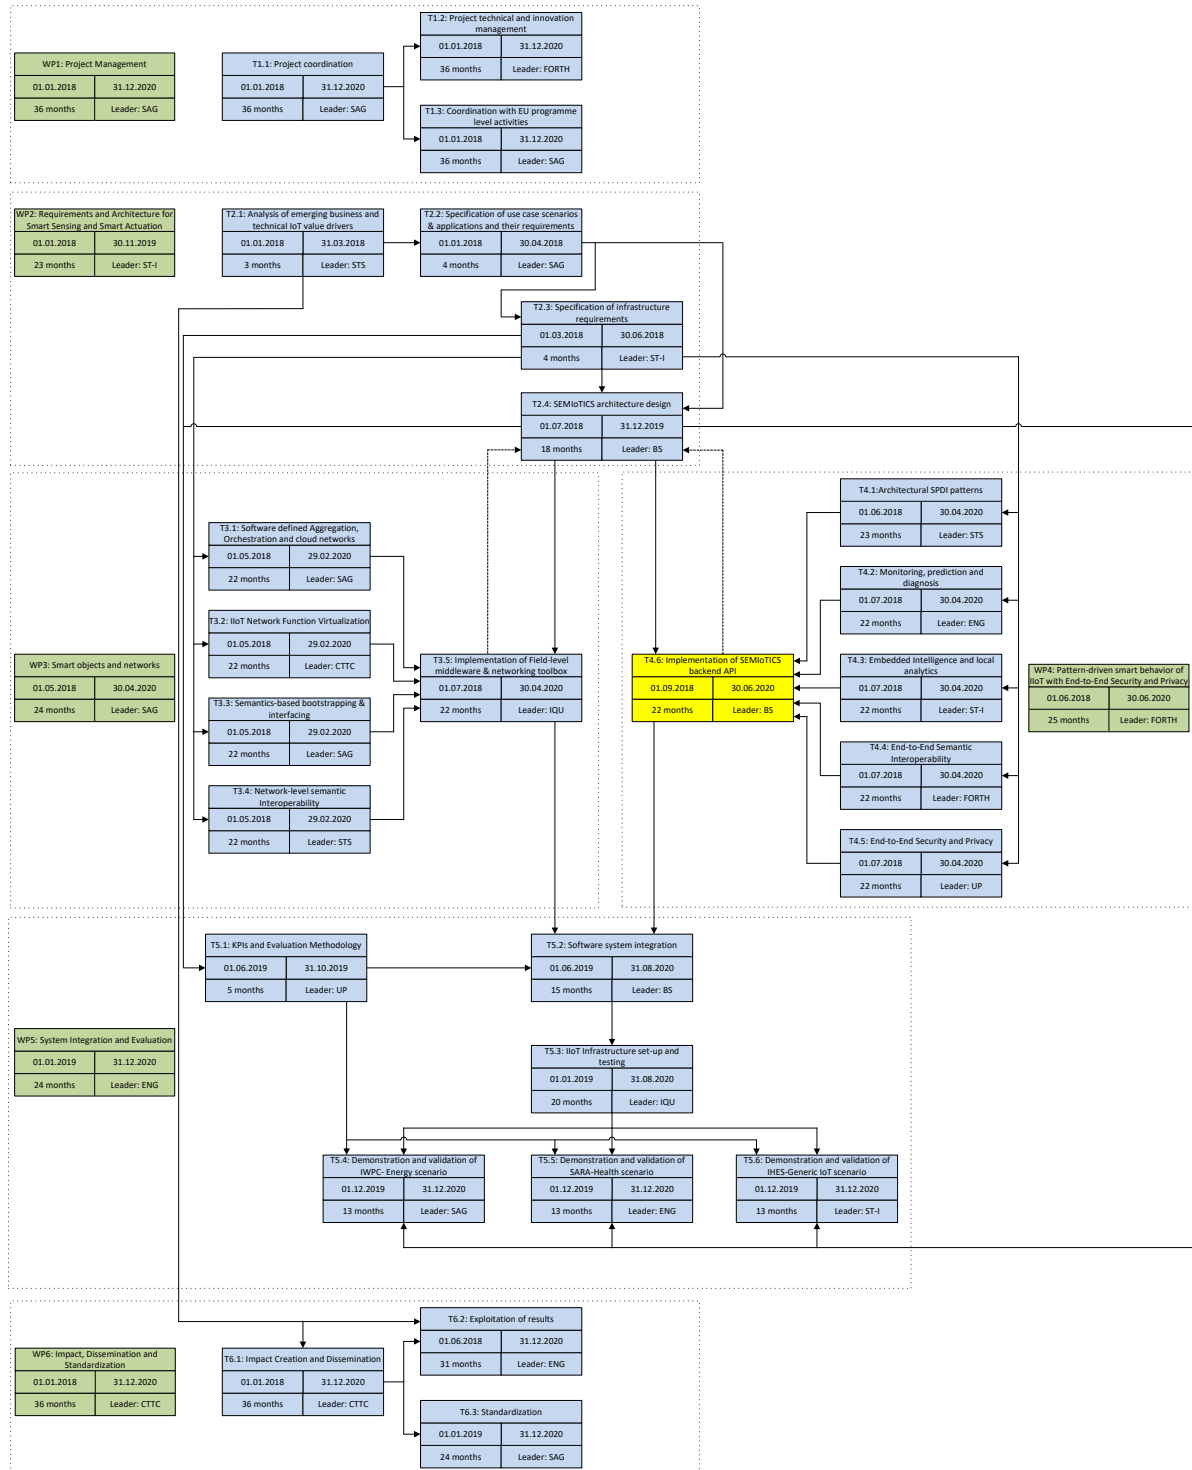 WP1: Project Management
01.01.2018 31.12.2020
36 months Leader: SAG
T1.1: Project coordination
01.01.2018 31.12.2020
36 months Leader: SAG
T1.2: Project technical and innovation
management
01.01.2018 31.12.2020
36 months Leader: FORTH
T1.3: Coordination with EU programme
level activities
01.01.2018 31.12.2020
36 months Leader: SAG
WP2: Requirements and Architecture for
Smart Sensing and Smart Actuation
01.01.2018 30.11.2019
23 months Leader: ST-I
T2.1: Analysis of emerging business and
technical IoT value drivers
01.01.2018 31.03.2018
3 months Leader: STS
T2.2: Specification of use case scenarios
& applications and their requirements
01.01.2018 30.04.2018
4 months Leader: SAG
T2.3: Specification of infrastructure
requirements
01.03.2018 30.06.2018
4 months Leader: ST-I
T2.4: SEMIoTICS architecture design
01.07.2018 31.12.2019
18 months Leader: BS
WP3: Smart objects and networks
01.05.2018 30.04.2020
24 months Leader: SAG
T3.1: Software defined Aggregation,
Orchestration and cloud networks
01.05.2018 29.02.2020
22 months Leader: SAG
T3.2: IIoT Network Function Virtualization
01.05.2018 29.02.2020
22 months Leader: CTTC
T3.3: Semantics-based bootstrapping &
interfacing
01.05.2018 29.02.2020
22 months Leader: SAG
T3.4: Network-level semantic
Interoperability
01.05.2018 29.02.2020
22 months Leader: STS
T3.5: Implementation of Field-level
middleware & networking toolbox
01.07.2018 30.04.2020
22 months Leader: IQU
T4.6: Implementation of SEMIoTICS
backend API
01.09.2018 30.06.2020
22 months Leader: BS
T4.1:Architectural SPDI patterns
01.06.2018 30.04.2020
23 months Leader: STS
T4.2: Monitoring, prediction and
diagnosis
01.07.2018 30.04.2020
22 months Leader: ENG
T4.3: Embedded Intelligence and local
analytics
01.07.2018 30.04.2020
22 months Leader: ST-I
T4.4: End-to-End Semantic
Interoperability
01.07.2018 30.04.2020
22 months Leader: FORTH
T4.5: End-to-End Security and Privacy
01.07.2018 30.04.2020
22 months Leader: UP
WP4: Pattern-driven smart behavior of
IIoT with End-to-End Security and Privacy
01.06.2018 30.06.2020
25 months Leader: FORTH
WP5: System Integration and Evaluation
01.01.2019 31.12.2020
24 months Leader: ENG
T5.1: KPIs and Evaluation Methodology
01.06.2019 31.10.2019
5 months Leader: UP
T5.2: Software system integration
01.06.2019 31.08.2020
15 months Leader: BS
T5.3: IIoT Infrastructure set-up and
testing
01.01.2019 31.08.2020
20 months Leader: IQU
T5.4: Demonstration and validation of
IWPC- Energy scenario
01.12.2019 31.12.2020
13 months Leader: SAG
T5.5: Demonstration and validation of
SARA-Health scenario
01.12.2019 31.12.2020
13 months Leader: ENG
T5.6: Demonstration and validation of
IHES-Generic IoT scenario
01.12.2019 31.12.2020
13 months Leader: ST-I
WP6: Impact, Dissemination and
Standardization
01.01.2018 31.12.2020
36 months Leader: CTTC
T6.1: Impact Creation and Dissemination
01.01.2018 31.12.2020
36 months Leader: CTTC
T6.2: Exploitation of results
01.06.2018 31.12.2020
31 months Leader: ENG
T6.3: Standardization
01.01.2019 31.12.2020
24 months Leader: SAG